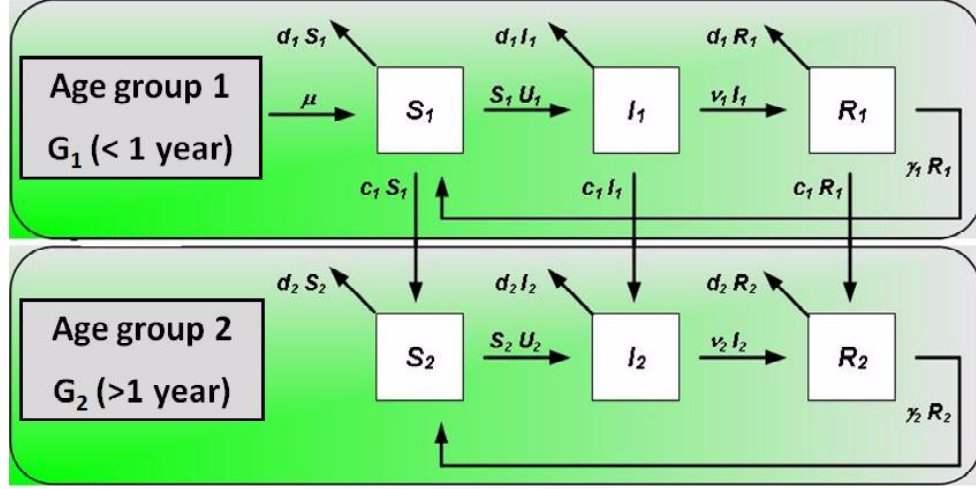 d₁ S₁
d₁ I₁
d₁ R₁
Age group 1
G₁ (< 1 year)
μ
S₁
S₁ U₁
I₁
ν₁ I₁
R₁
γ₁ R₁
c₁ S₁
c₁ I₁
c₁ R₁
d₂ S₂
d₂ I₂
d₂ R₂
Age group 2
G₂ (>1 year)
S₂
S₂ U₂
I₂
ν₂ I₂
R₂
γ₂ R₂